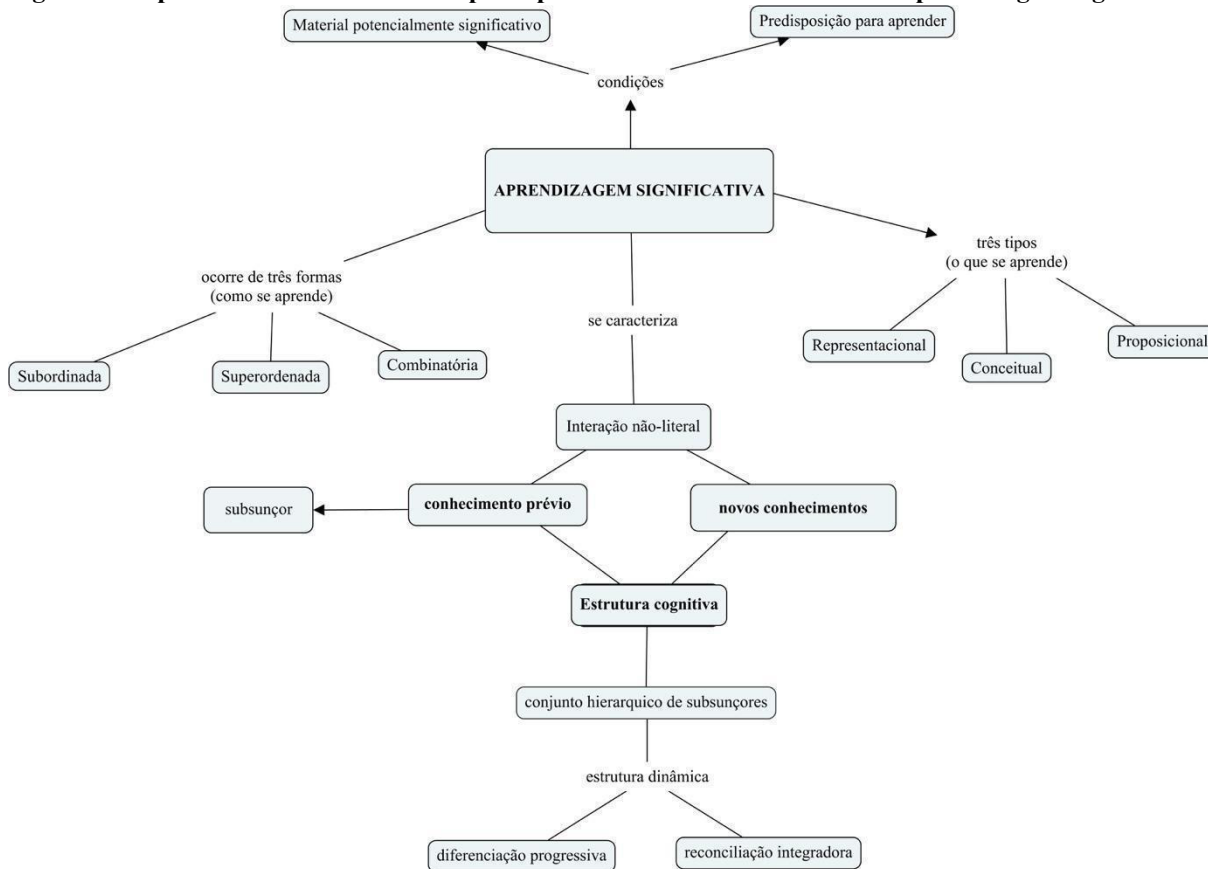 Material potencialmente significativo
Predisposição para aprender
condições
APRENDIZAGEM SIGNIFICATIVA
três tipos
(o que se aprende)
ocorre de três formas
(como se aprende)
se caracteriza
Representacional
Proposicional
Conceitual
Subordinada
Superordenada
Combinatória
Interação não-literal
subsunçor
conhecimento prévio
novos conhecimentos
Estrutura cognitiva
conjunto hierarquico de subsunçores
estrutura dinâmica
diferenciação progressiva
reconciliação integradora